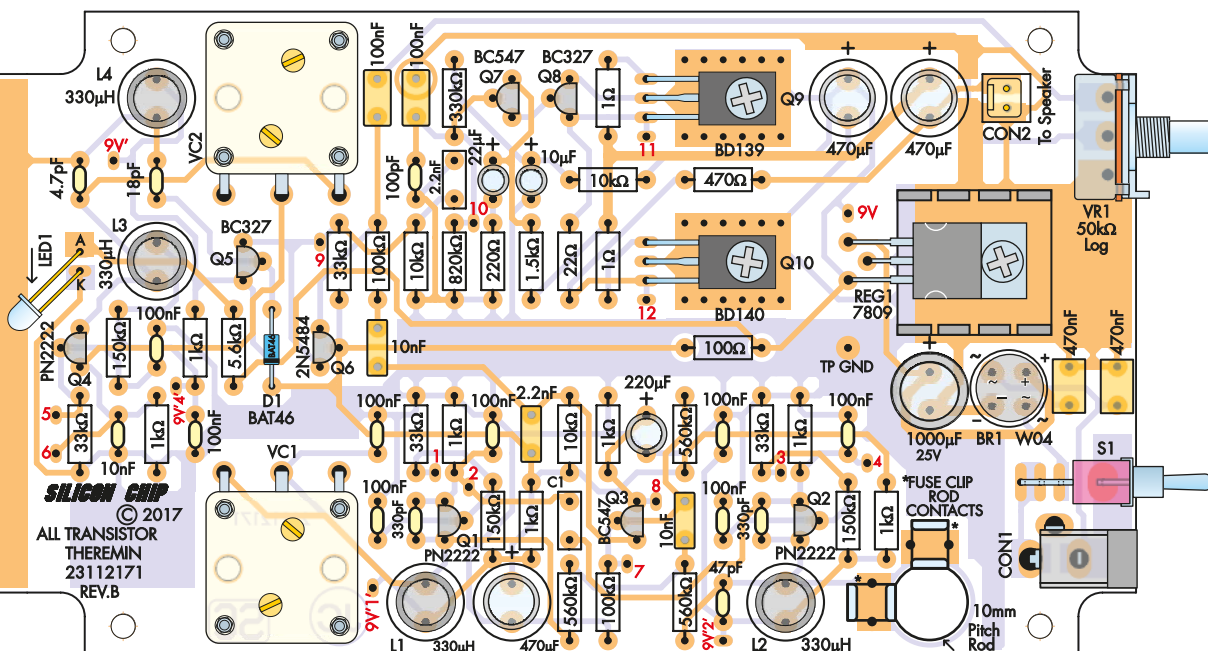 L4
330µH
VC2
100nF
100nF
330kΩ
BC547
Q7
BC327
Q8
1Ω
Q9
BD139
11
470µF
470µF
CON2
To Speaker
4.7pF
9V'
18pF
100pF
2.2nF
22µF
10µF
10
10kΩ
470Ω
9V
VR1
50kΩ
Log
LED1
A
K
L3
330µH
BC327
Q5
9
33kΩ
100kΩ
10kΩ
820kΩ
220Ω
1.5kΩ
22Ω
1Ω
Q10
BD140
12
REG1
7809
PN2222
Q4
150kΩ
100nF
1kΩ
5.6kΩ
BAT46
D1
BAT46
2N5484
Q6
10nF
100Ω
TP GND
1000µF
25V
~
~
+
–
~
+
–
~
BR1
W04
470nF
470nF
5
6
33kΩ
10nF
1kΩ
9V'4'
100nF
VC1
100nF
33kΩ
1kΩ
100nF
2.2nF
10kΩ
1kΩ
220µF
560kΩ
100nF
33kΩ
1kΩ
100nF
1
2
3
4
S1
SILICON CHIP
© 2017
ALL TRANSISTOR
THEREMIN
23112171
REV.B
100nF
330pF
Q1
PN2222
150kΩ
1kΩ
C1
BC547
Q3
8
10nF
100nF
330pF
Q2
PN2222
150kΩ
1kΩ
*FUSE CLIP
ROD
CONTACTS
*
*
CON1
9V'1'
L1
330µH
470µF
560kΩ
100kΩ
7
560kΩ
47pF
9V'2'
L2
330µH
10mm
Pitch
Rod